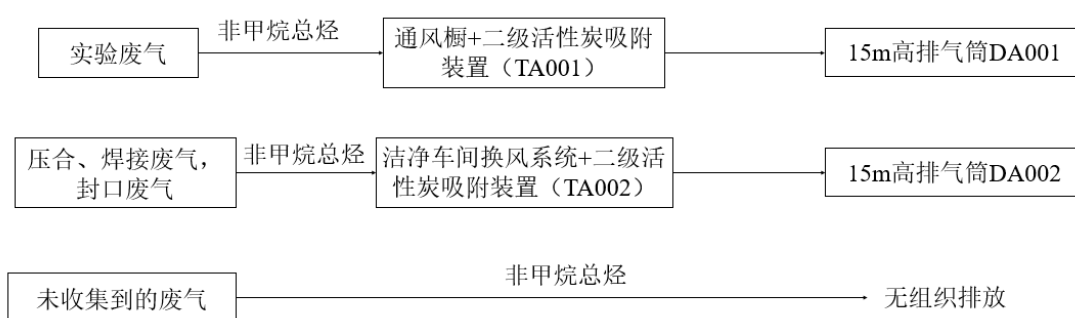 非甲烷总烃
实验废气
通风橱+二级活性炭吸附
装置（TA001）
15m高排气筒DA001
压合、焊接废气，
封口废气
非甲烷总烃
洁净车间换风系统+二级活
性炭吸附装置（TA002）
15m高排气筒DA002
未收集到的废气
非甲烷总烃
无组织排放